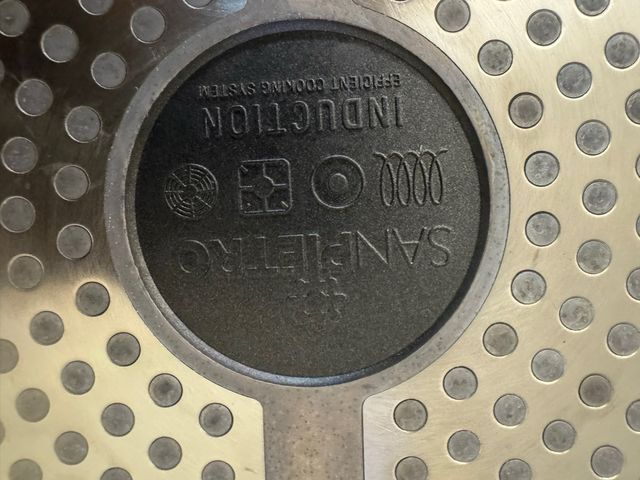 SANPIETRO
INDUCTION
EFFICIENT COOKING SYSTEM